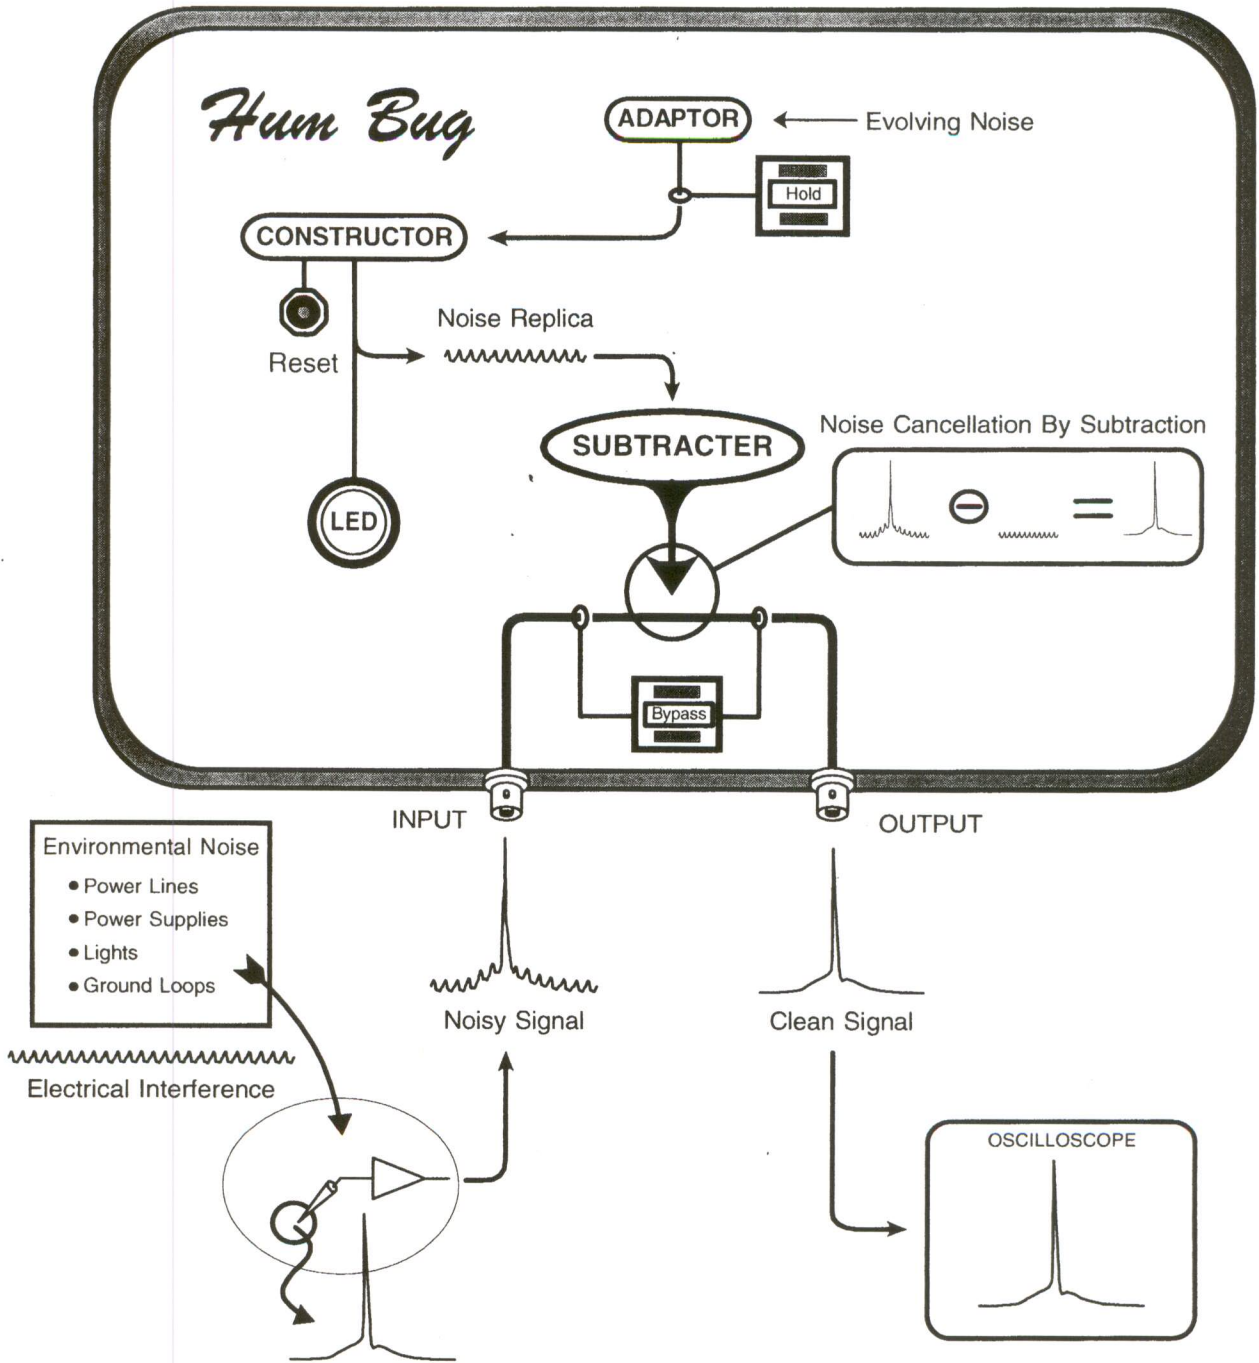 Hum Bug
ADAPTOR
Evolving Noise
Hold
CONSTRUCTOR
Reset
Noise Replica
SUBTRACTER
Noise Cancellation By Subtraction
LED
Bypass
INPUT
OUTPUT
Environmental Noise
• Power Lines
• Power Supplies
• Lights
• Ground Loops
Electrical Interference
Noisy Signal
Clean Signal
OSCILLOSCOPE